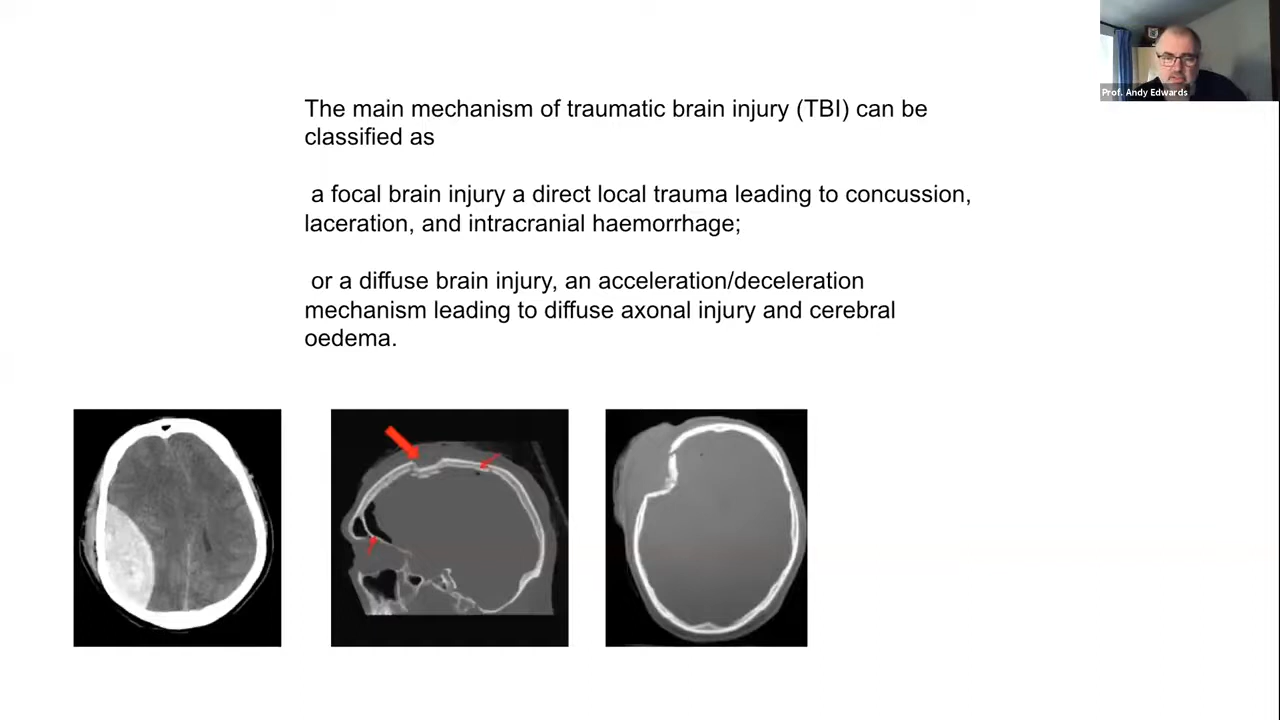 Prof. Andy Edwards
The main mechanism of traumatic brain injury (TBI) can be
classified as
a focal brain injury a direct local trauma leading to concussion,
laceration, and intracranial haemorrhage;
or a diffuse brain injury, an acceleration/deceleration
mechanism leading to diffuse axonal injury and cerebral
oedema.